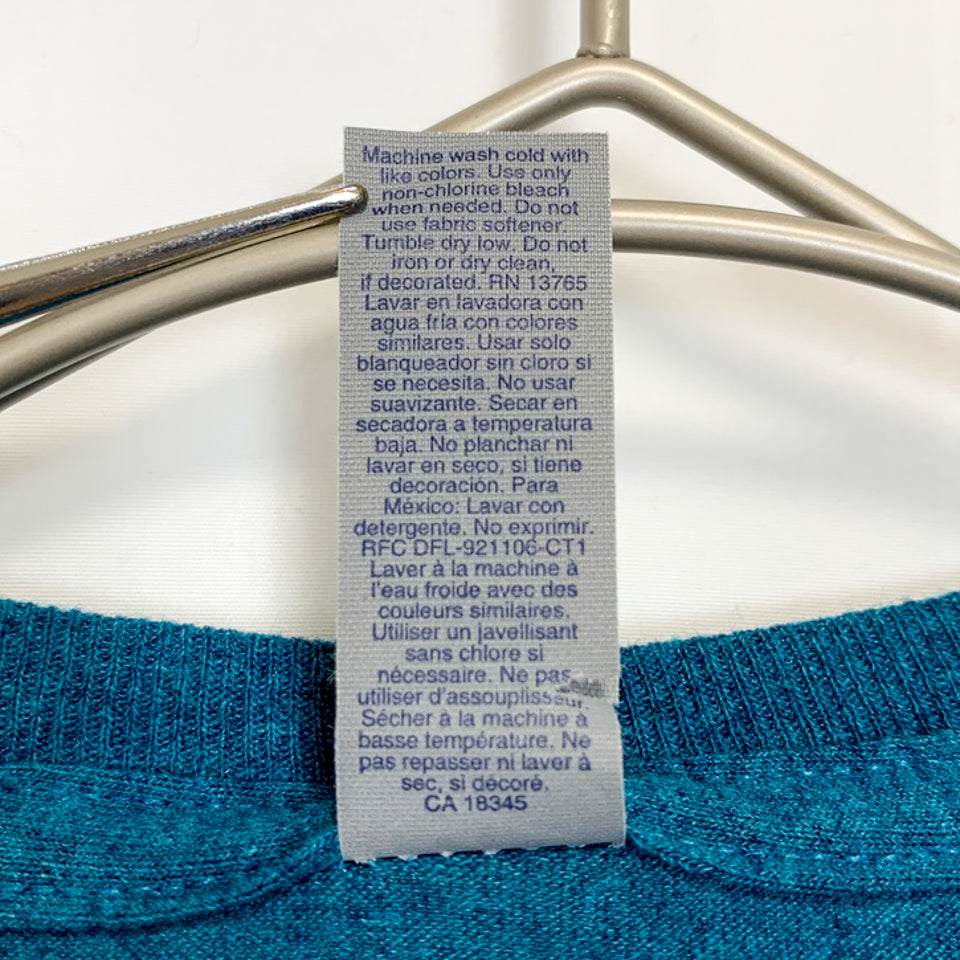 Machine wash cold with
like colors. Use only
non-chlorine bleach
when needed. Do not
use fabric softener.
Tumble dry low. Do not
iron or dry clean,
if decorated. RN 13765
Lavar en lavadora con
agua fría con colores
similares. Usar solo
blanqueador sin cloro si
se necesita. No usar
suavizante. Secar en
secadora a temperatura
baja. No planchar ni
lavar en seco, si tiene
decoración. Para
México: Lavar con
detergente. No exprimir.
RFC DFL-921106-CT1
Laver à la machine à
l'eau froide avec des
couleurs similaires.
Utiliser un javellisant
sans chlore si
nécessaire. Ne pas
utiliser d'assouplisseur.
Sécher à la machine à
basse température. Ne
pas repasser ni laver à
sec, si décoré.
CA 18345